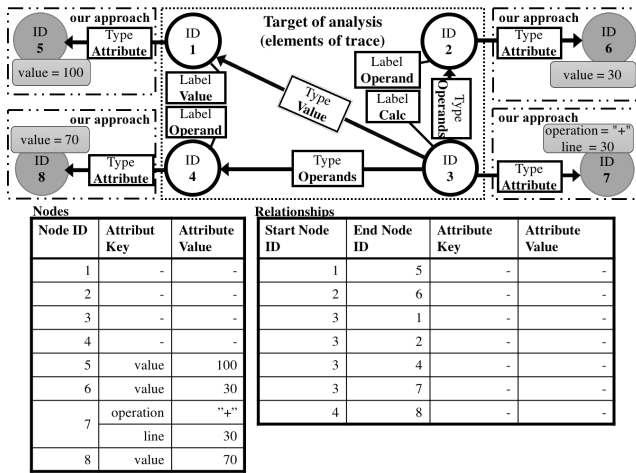 our approach
ID
5
value = 100
Type
Attribute
ID
1
Label
Value
Target of analysis
(elements of trace)
Type
Value
Label
Operand
ID
2
Type
Attribute
our approach
ID
6
value = 30
our approach
value = 70
ID
8
Type
Attribute
Label
Operand
ID
4
Type
Operands
Label
Calc
Type
Operands
ID
3
Type
Attribute
our approach
operation = "+"
line = 30
ID
7
Nodes
Node ID Attribut Key Attribute Value
1 - -
2 - -
3 - -
4 - -
5 value 100
6 value 30
7 operation "+"
line 30
8 value 70
Relationships
Start Node ID End Node ID Attribute Key Attribute Value
1 5 - -
2 6 - -
3 1 - -
3 2 - -
3 4 - -
3 7 - -
4 8 - -